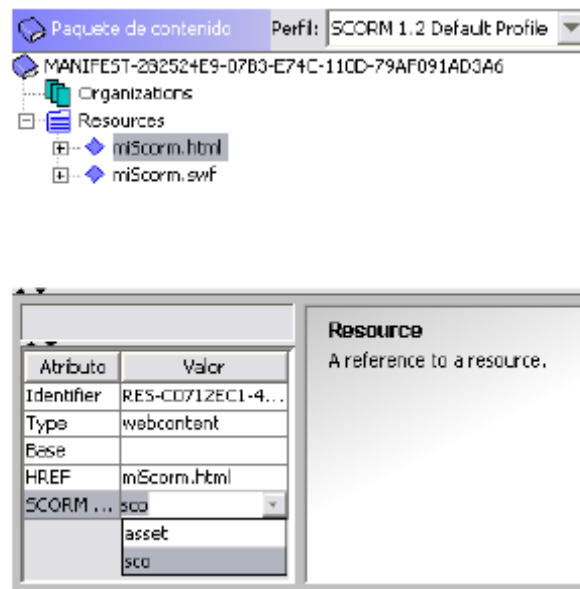 Paquete de contenido Perfil: SCORM 1.2 Default Profile
MANIFEST-2B2524E9-07B3-E74C-110D-79AF091AD3A6
Organizations
Resources
miScorm.html
miScorm.swf
Resource
A reference to a resource.
Atributo Valor
Identifier RES-C0712EC1-4...
Type webcontent
Base
HREF miScorm.html
SCORM ... sco
asset
sco